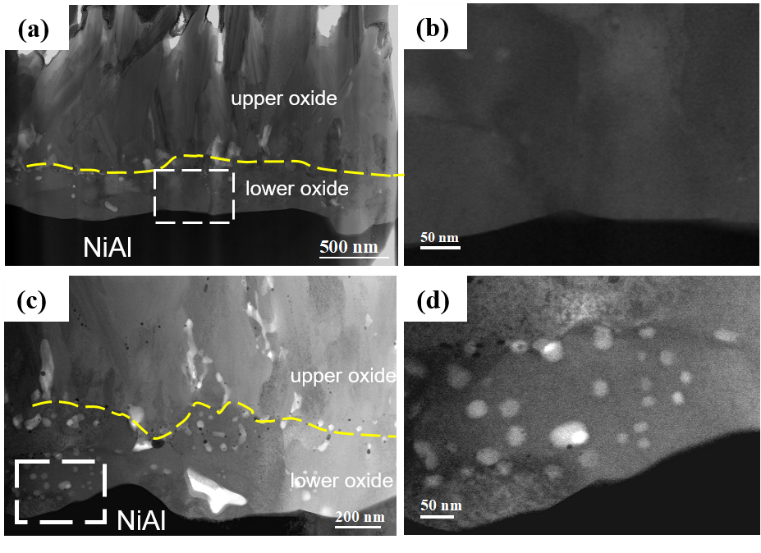 (a)
upper oxide
lower oxide
NiAl
500 nm
(b)
50 nm
(c)
upper oxide
lower oxide
NiAl
200 nm
(d)
50 nm